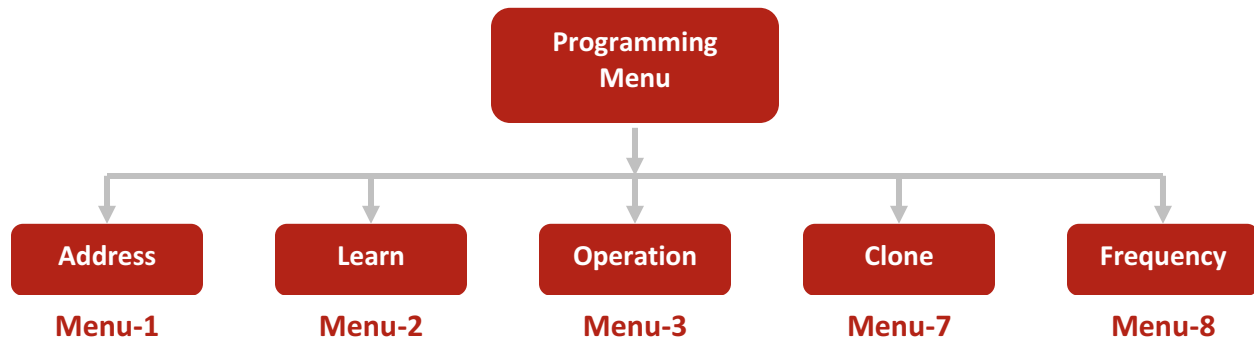 Programming
Menu
Address
Learn
Operation
Clone
Frequency
Menu-1
Menu-2
Menu-3
Menu-7
Menu-8